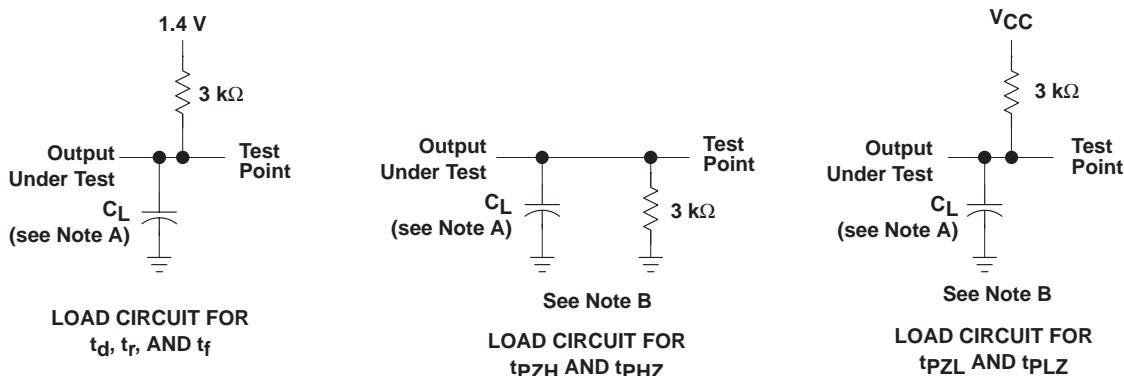 1.4 V
3 kΩ
Output
Under Test
Test
Point
CL
(see Note A)
LOAD CIRCUIT FOR
td, tr, AND tf
Output
Under Test
Test
Point
CL
(see Note A)
3 kΩ
See Note B
LOAD CIRCUIT FOR
tPZH AND tPHZ
VCC
3 kΩ
Output
Under Test
Test
Point
CL
(see Note A)
See Note B
LOAD CIRCUIT FOR
tPZL AND tPLZ